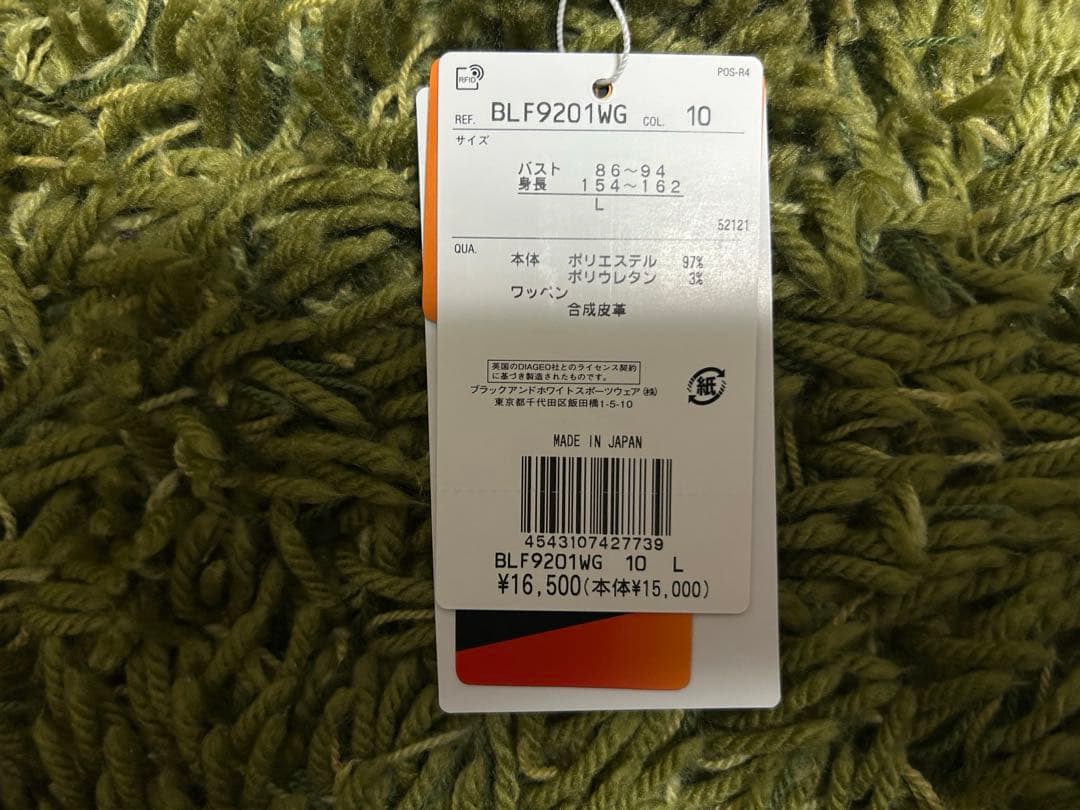 RFID
POS-R4
REF. BLF9201WG COL. 10
サイズ
バスト 86～94
身長 154～162
L
52121
QUA. 本体 ポリエステル 97%
ポリウレタン 3%
ワッペン
合成皮革
英国のDIAGEO社とのライセンス契約
に基づき製造されたものです。
ブラックアンドホワイトスポーツウェア㈱
東京都千代田区飯田橋1-5-10
紙
MADE IN JAPAN
4543107427739
BLF9201WG 10 L
¥16,500(本体¥15,000)